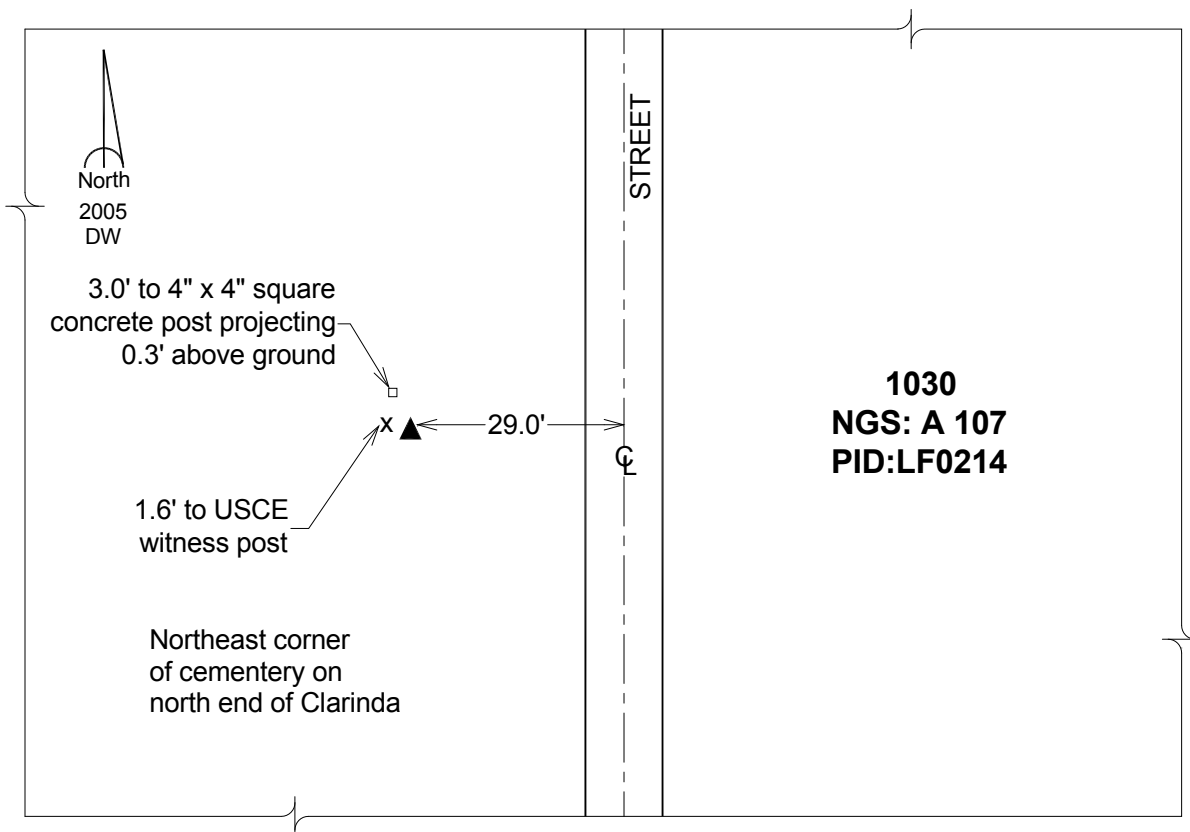 North
2005
DW
STREET
3.0' to 4" x 4" square
concrete post projecting
0.3' above ground
x
29.0'
℄
1.6' to USCE
witness post
Northeast corner
of cementery on
north end of Clarinda
1030
NGS: A 107
PID:LF0214